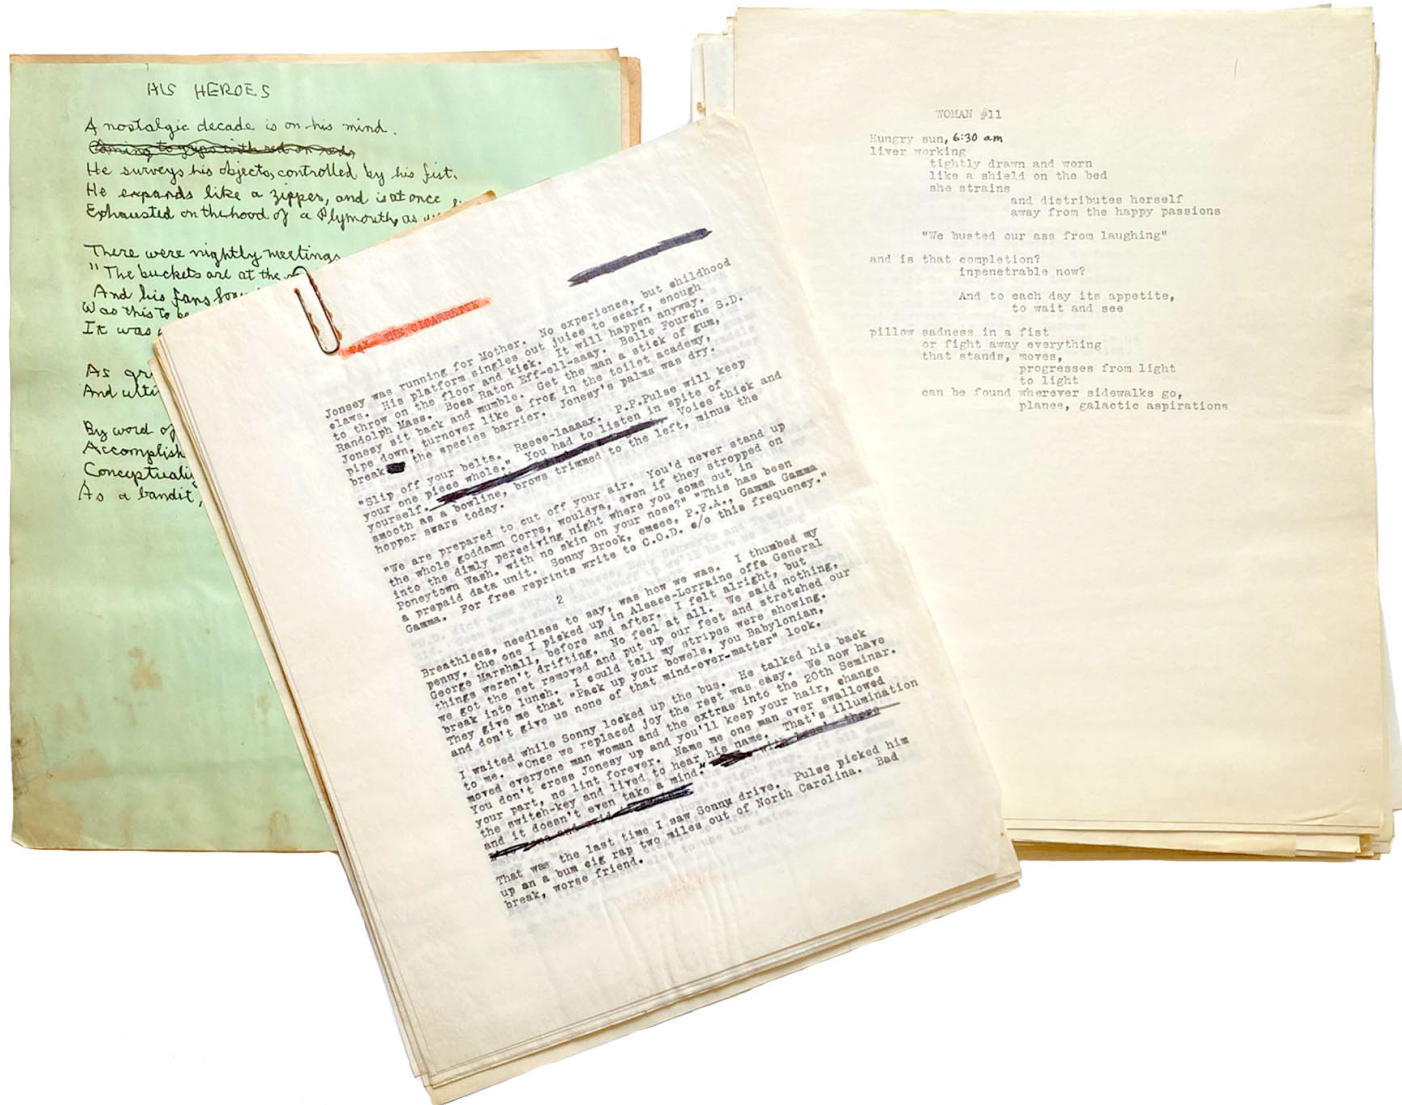 HIS HEROES
A nostalgic decade is on his mind.
He surveys his objects, controlled by his fist.
He expands like a zipper, and is at once
Exhausted on the hood of a Plymouth, as
There were nightly meetings
"The buckets are at the
And his fans
Was this to be
It was
As
And
By word of
Accomplish
Conceptuali
As a bandit,
CIGARETTE
Jonsey was running for Mother. No experience, but childhood
claws. His platform singles out juice to scarf, enough
to throw on the floor and kick. It will happen anyway.
Randolph Mass. Boca Raton Eff-ell-aaay. Belle Fourche S.D.
Jonesy sit back and mumble. Get the man a stick of gum,
pipe down, turnover like a frog in the toilet academy,
break the species barrier. Jonesy's palms was dry.
"Slip off your belts. Reese-laaaax. P.P.Pulse will keep
your one piece whole." You had to listen in spite of
yourself. Voice thick and
smooth as a bowline, brows trimmed to the left, minus the
hopper swars today.
"We are prepared to cut off your air. You'd never stand up
the whole goddamn Corps, wouldya, even if they stropped on
into the dimly perceiving night where you come out in
Poneytown Wash. with no skin on your nose?" "This has been
a prepaid data unit. Sonny Brook, emcee, P.F.A., Gamma Gamma
Gamma. For free reprints write to C.O.D. c/o this frequency."
2
Breathless, needless to say, was how we was. I thumbed my
penny, the one I picked up in Alsace-Lorraine offa General
George Marshall, before and after. I felt alright, but
things weren't drifting. No feel at all. We said nothing,
we got the set removed and put up our feet and stretched our
break into lunch. I could tell my stripes were showing.
They give me that "Pack up your bowels, you Babylonian,
and don't give us none of that mind-over-matter" look.
I waited while Sonny locked up the bus. He talked his back
to me. "Once we replaced Joy the rest was easy. We now have
moved everyone man woman and the extras into the 20th Seminar.
You don't cross Jonesy up and you'll keep your hair, change
your part, no lint forever. Name me one man ever swallowed
the switch-key and lived to hear his name. That's illumination
and it doesn't even take a mind."
That was the last time I saw Sonny drive. Pulse picked him
up an a bum cig rap two miles out of North Carolina. Bad
break, worse friend.
WOMAN #11
Hungry sun, 6:30 am
liver working
tightly drawn and worn
like a shield on the bed
she strains
and distributes herself
away from the happy passions
"We busted our ass from laughing"
and is that completion?
inpenetrable now?
And to each day its appetite,
to wait and see
pillow sadness in a fist
or fight away everything
that stands, moves,
progresses from light
to light
can be found wherever sidewalks go,
planes, galactic aspirations